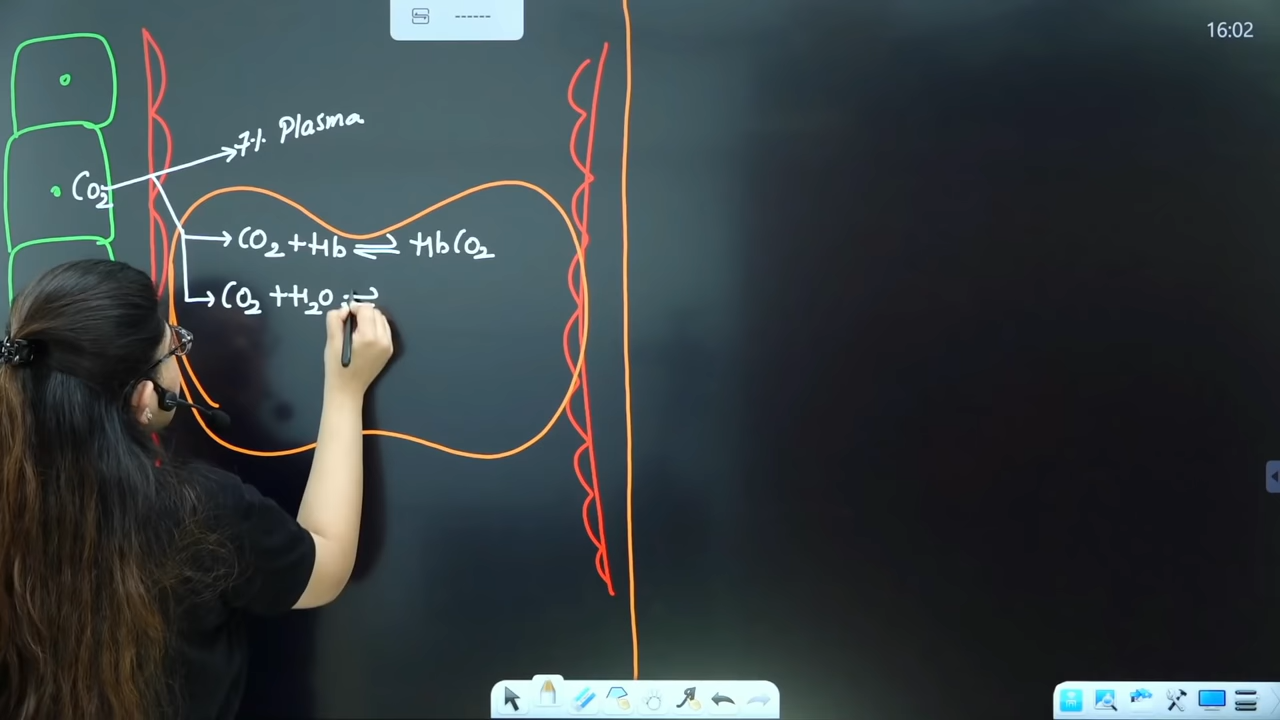 ------
16:02
7% Plasma
CO2
CO2 + Hb ⇌ HbCO2
CO2 + H2O ⇌